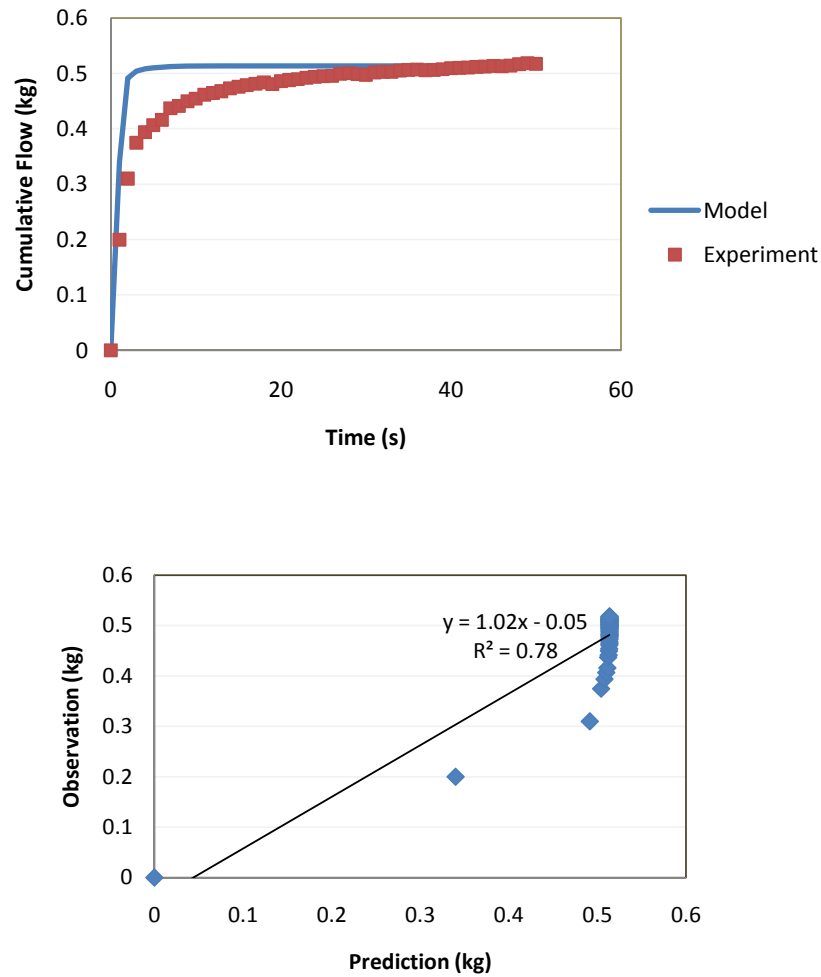 0.6
0.5
0.4
0.3
0.2
0.1
0
Cumulative Flow (kg)
0 20 40 60
Time (s)
Model
Experiment
0.6
0.5
0.4
0.3
0.2
0.1
0
Observation (kg)
y = 1.02x - 0.05
R² = 0.78
0 0.1 0.2 0.3 0.4 0.5 0.6
Prediction (kg)